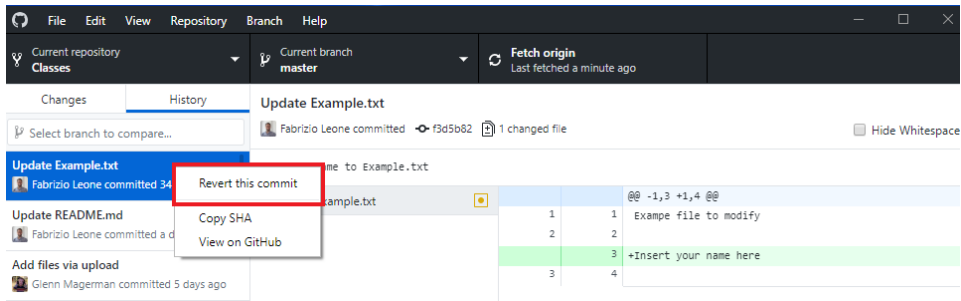 File Edit View Repository Branch Help
Current repository
Classes
Current branch
master
Fetch origin
Last fetched a minute ago
Changes
History
Select branch to compare...
Update Example.txt
Fabrizio Leone committed 34
Update README.md
Fabrizio Leone committed a d
Add files via upload
Glenn Magerman committed 5 days ago
Revert this commit
Copy SHA
View on GitHub
Update Example.txt
Fabrizio Leone committed f3d5b82 1 changed file
Hide Whitespace
me to Example.txt
xample.txt
@@ -1,3 +1,4 @@
1 1 Exampe file to modify
2 2
3 +Insert your name here
3 4